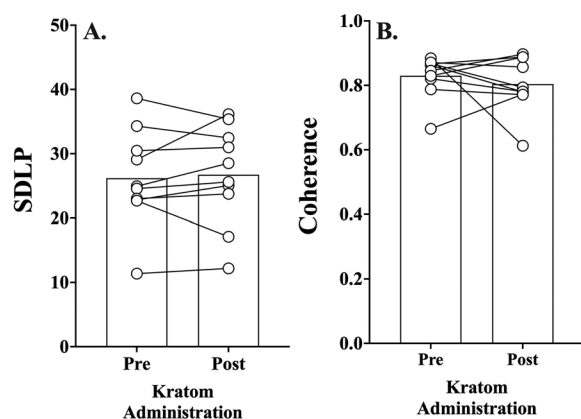 A.
50
40
30
20
10
0
SDLP
Pre Post
Kratom
Administration
B.
1.0
0.8
0.6
0.4
0.2
0.0
Coherence
Pre Post
Kratom
Administration